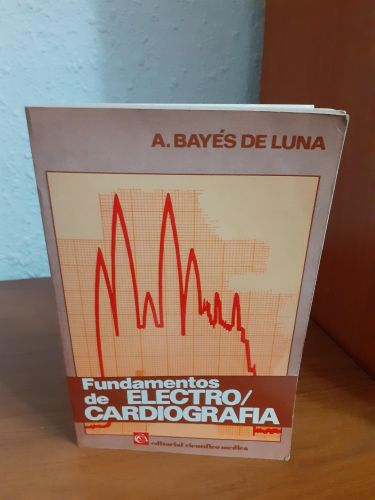 A. BAYÉS DE LUNA
Fundamentos
de ELECTRO/
CARDIOGRAFIA
editorial científico médica